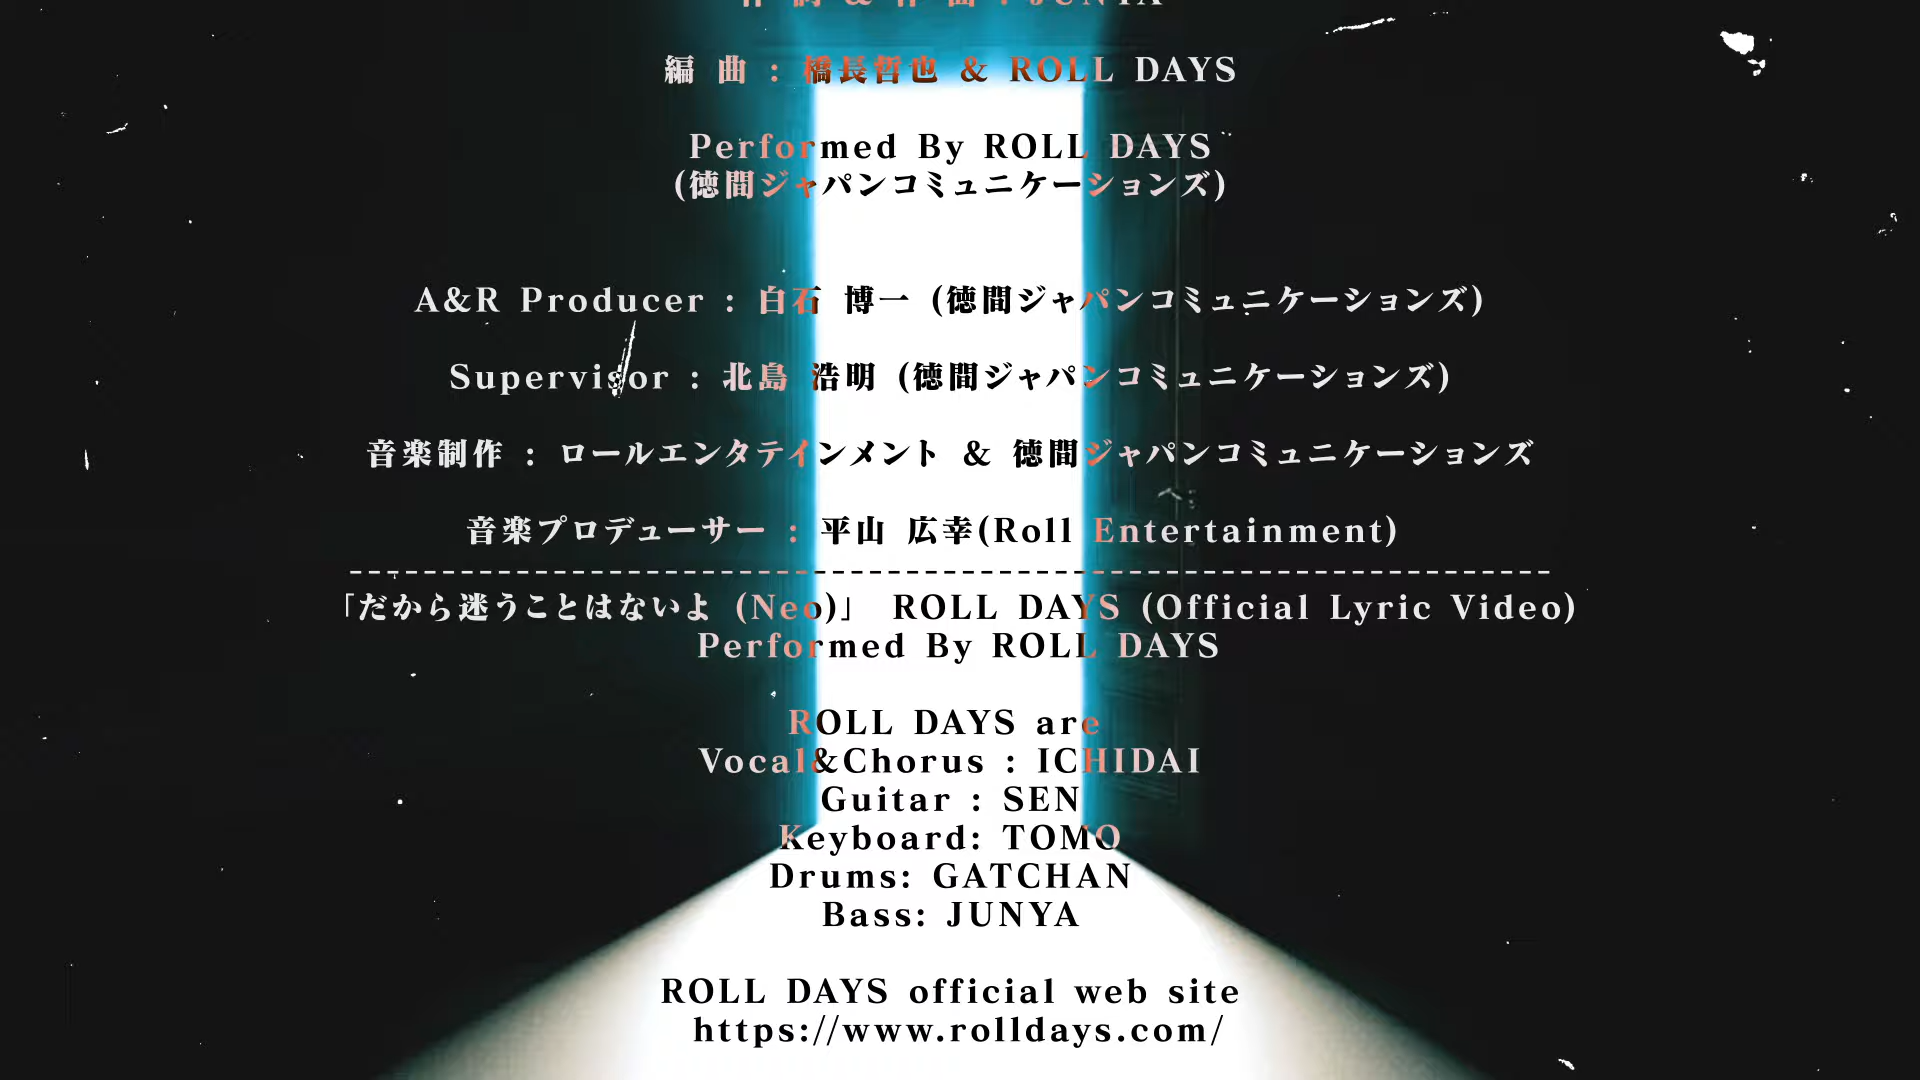 作 詞 & 作 曲 : JUNYA
編 曲 : 橋長哲也 & ROLL DAYS
Performed By ROLL DAYS
(徳間ジャパンコミュニケーションズ)
A&R Producer : 白石 博一 (徳間ジャパンコミュニケーションズ)
Supervisor : 北島 浩明 (徳間ジャパンコミュニケーションズ)
音楽制作 : ロールエンタテインメント & 徳間ジャパンコミュニケーションズ
音楽プロデューサー : 平山 広幸(Roll Entertainment)
-----------------------------------------------------------------
「だから迷うことはないよ (Neo)」 ROLL DAYS (Official Lyric Video)
Performed By ROLL DAYS
ROLL DAYS are
Vocal&Chorus : ICHIDAI
Guitar : SEN
Keyboard: TOMO
Drums: GATCHAN
Bass: JUNYA
ROLL DAYS official web site
https://www.rolldays.com/